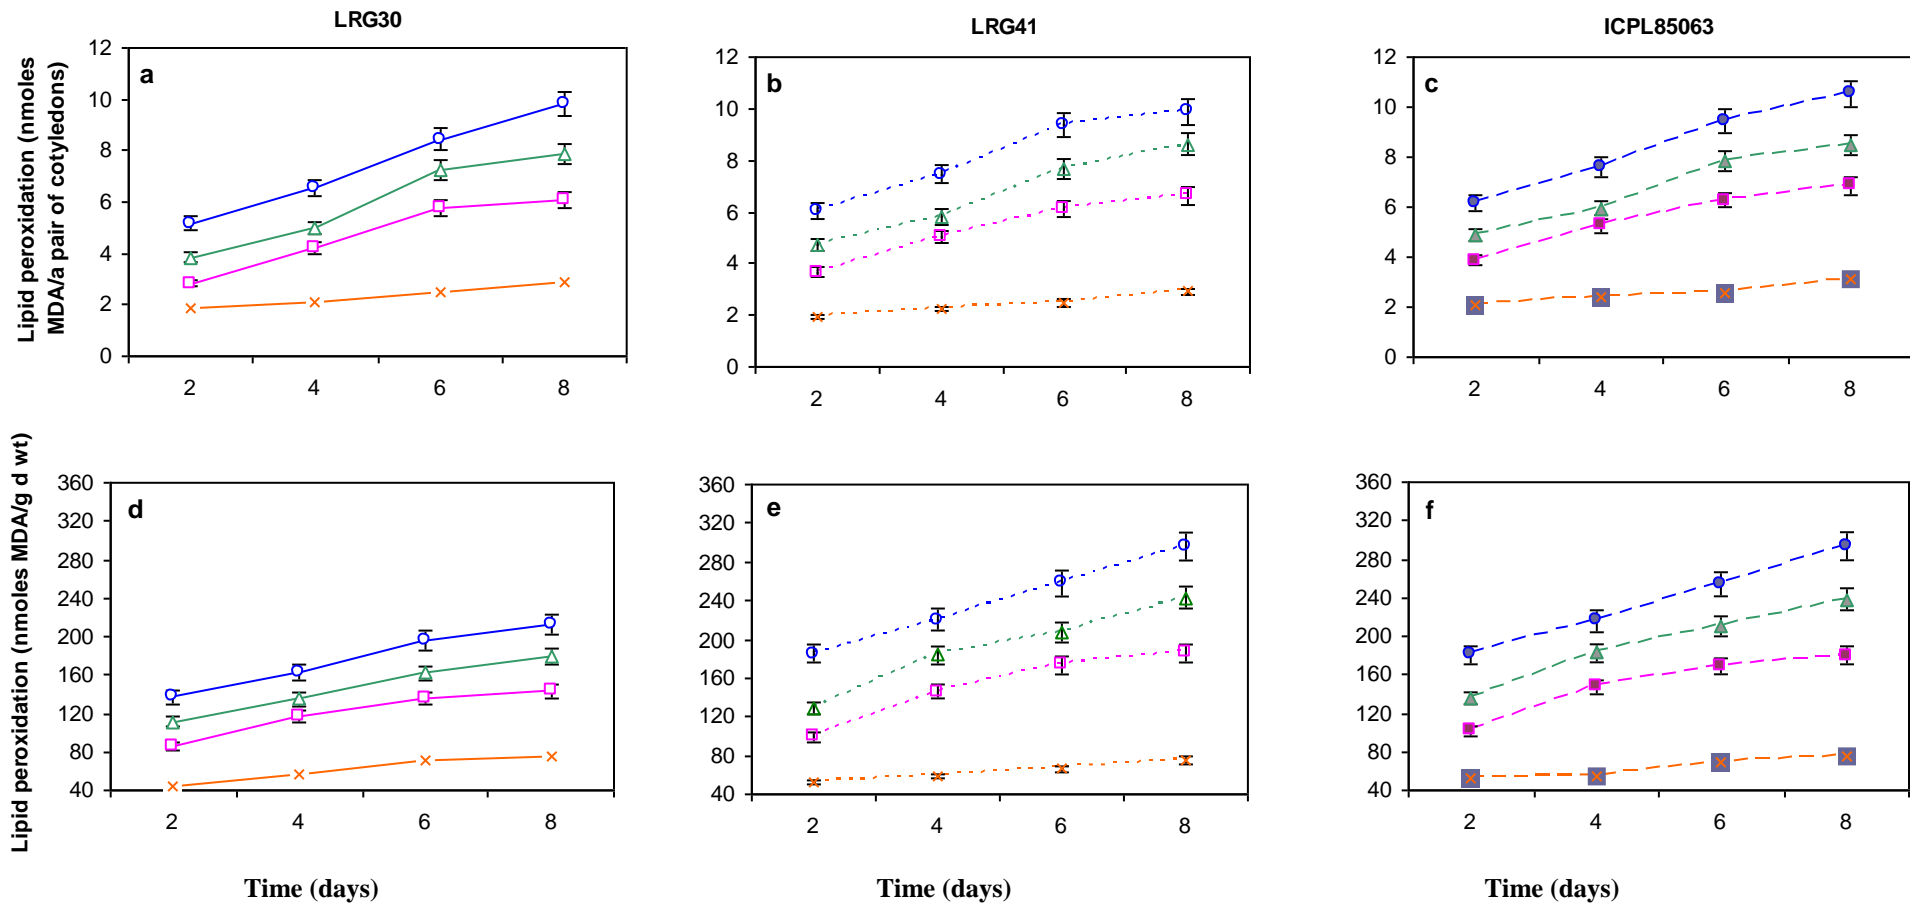 LRG30
LRG41
ICPL85063
Lipid peroxidation (nmoles
MDA/a pair of cotyledons)
a
12
10
8
6
4
2
0
2 4 6 8
b
12
10
8
6
4
2
0
2 4 6 8
c
12
10
8
6
4
2
0
2 4 6 8
Lipid peroxidation (nmoles MDA/g d wt)
d
360
320
280
240
200
160
120
80
40
2 4 6 8
e
360
320
280
240
200
160
120
80
40
2 4 6 8
f
360
320
280
240
200
160
120
80
40
2 4 6 8
Time (days)
Time (days)
Time (days)